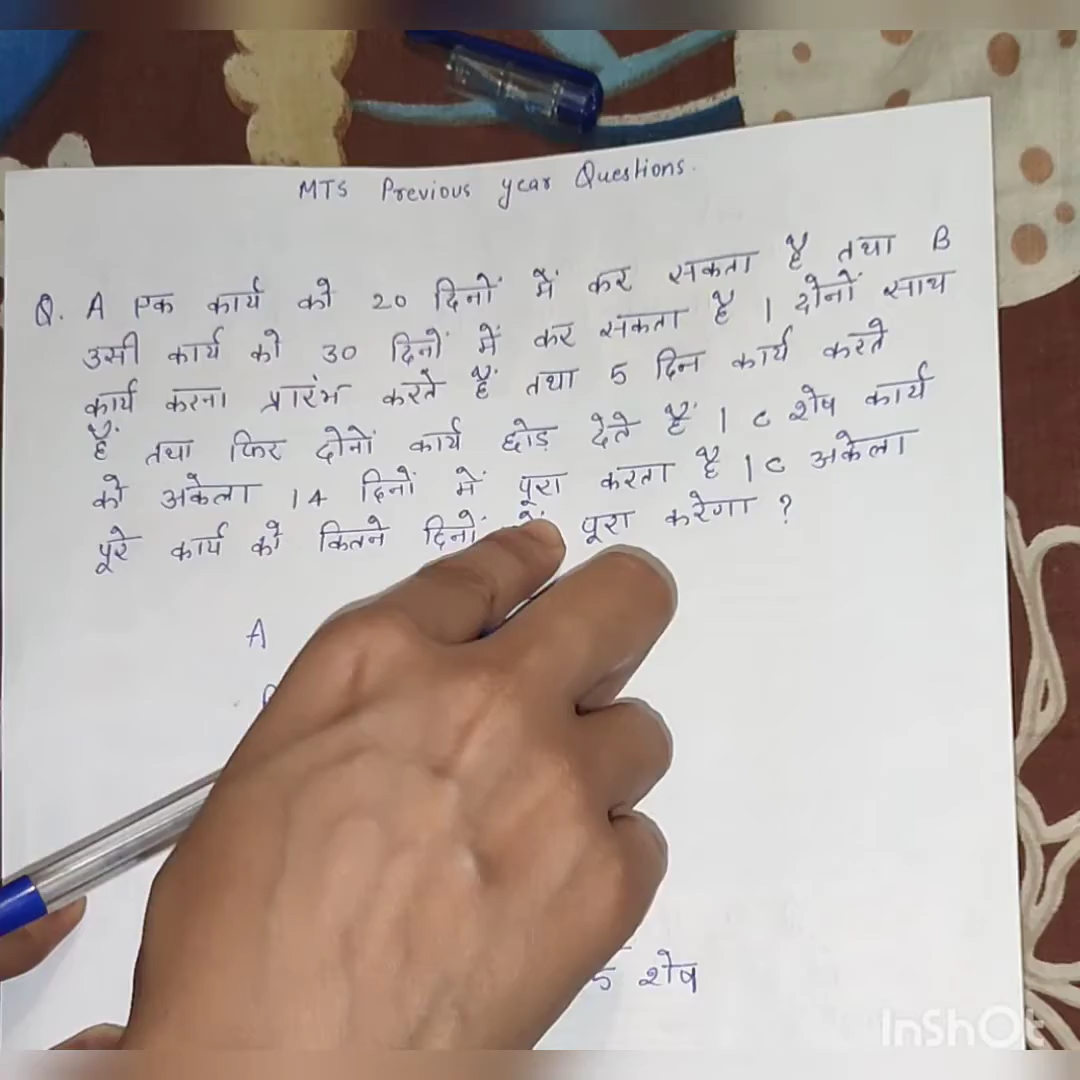 MTS Previous year Questions.
Q. A एक कार्य को 20 दिनों में कर सकता है तथा B
उसी कार्य को 30 दिनों में कर सकता है । दोनों साथ
कार्य करना प्रारंभ करते हैं तथा 5 दिन कार्य करते
हैं तथा फिर दोनों कार्य छोड़ देते हैं । C शेष कार्य
को अकेला 14 दिनों में पूरा करता है । C अकेला
पूरे कार्य को कितने दिनों पूरा करेगा ?
A
शेष
InShOt